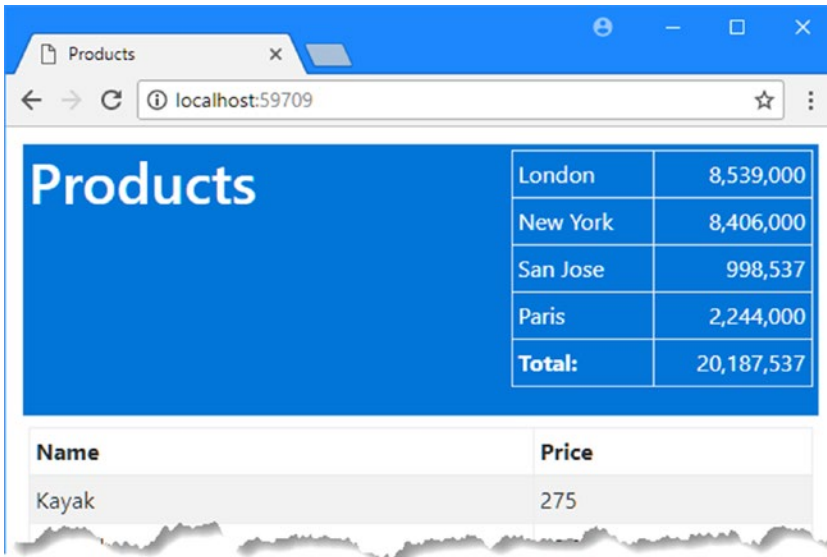 Products
localhost:59709
Products
London 8,539,000
New York 8,406,000
San Jose 998,537
Paris 2,244,000
Total: 20,187,537
Name Price
Kayak 275